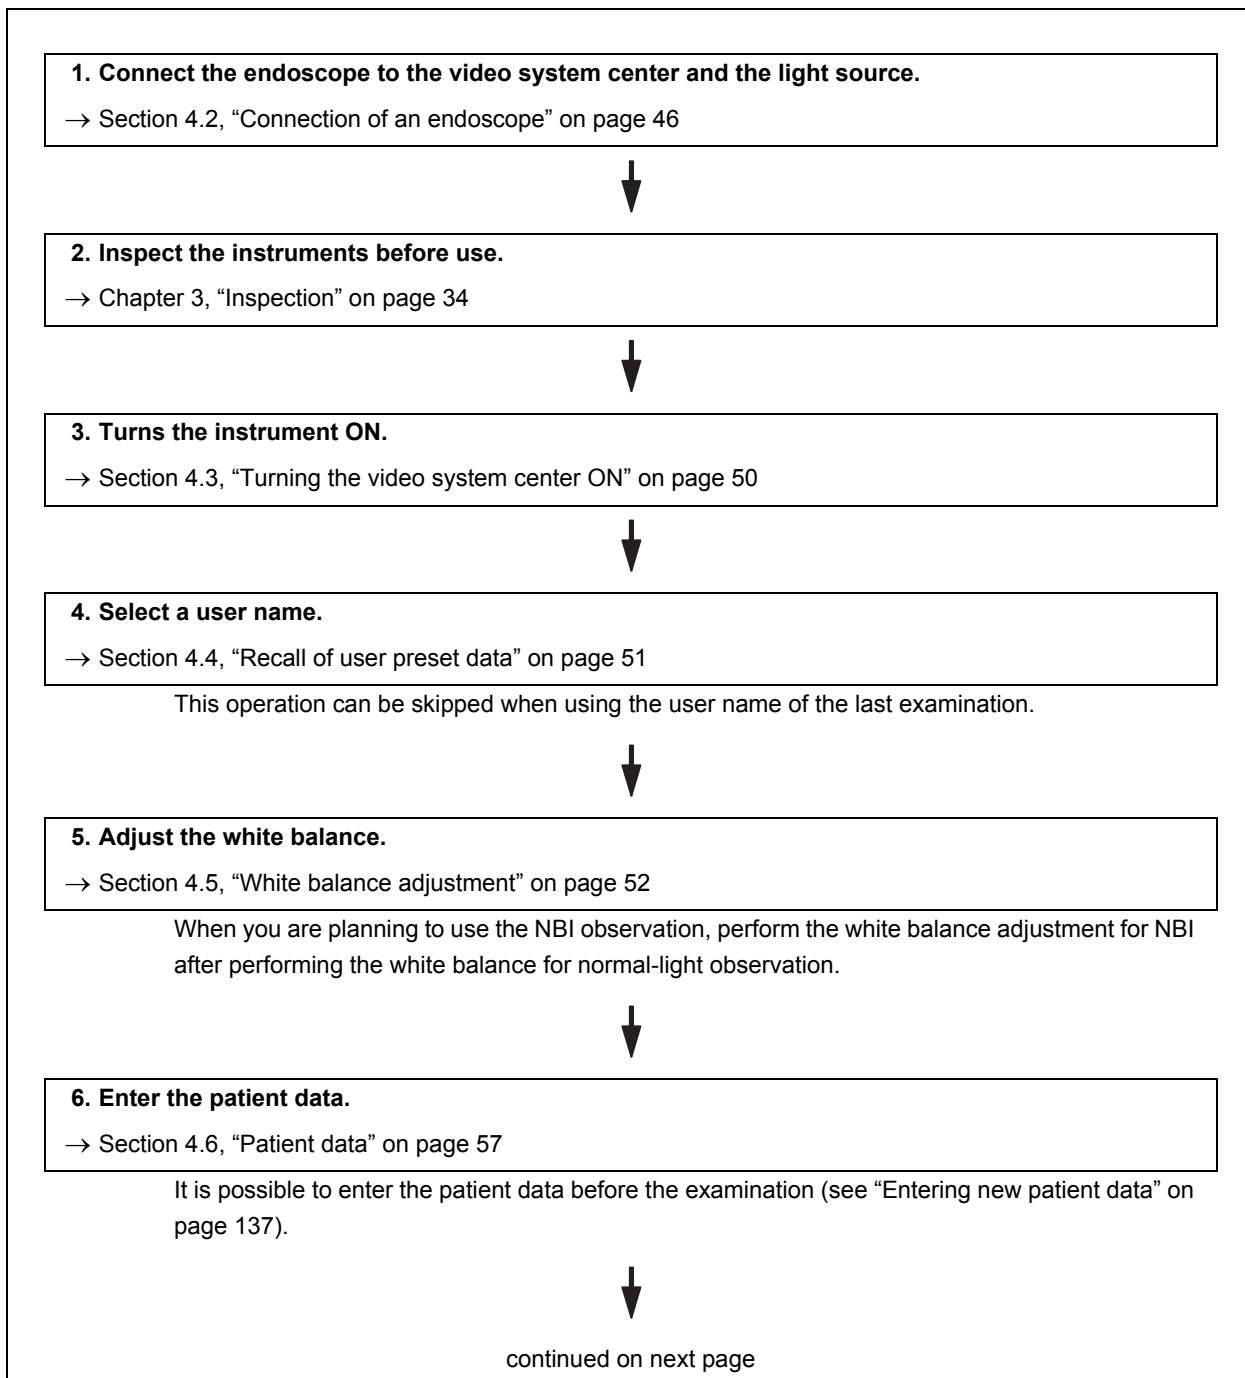 1. Connect the endoscope to the video system center and the light source.
→ Section 4.2, “Connection of an endoscope” on page 46
2. Inspect the instruments before use.
→ Chapter 3, “Inspection” on page 34
3. Turns the instrument ON.
→ Section 4.3, “Turning the video system center ON” on page 50
4. Select a user name.
→ Section 4.4, “Recall of user preset data” on page 51
This operation can be skipped when using the user name of the last examination.
5. Adjust the white balance.
→ Section 4.5, “White balance adjustment” on page 52
When you are planning to use the NBI observation, perform the white balance adjustment for NBI
after performing the white balance for normal-light observation.
6. Enter the patient data.
→ Section 4.6, “Patient data” on page 57
It is possible to enter the patient data before the examination (see “Entering new patient data” on
page 137).
continued on next page